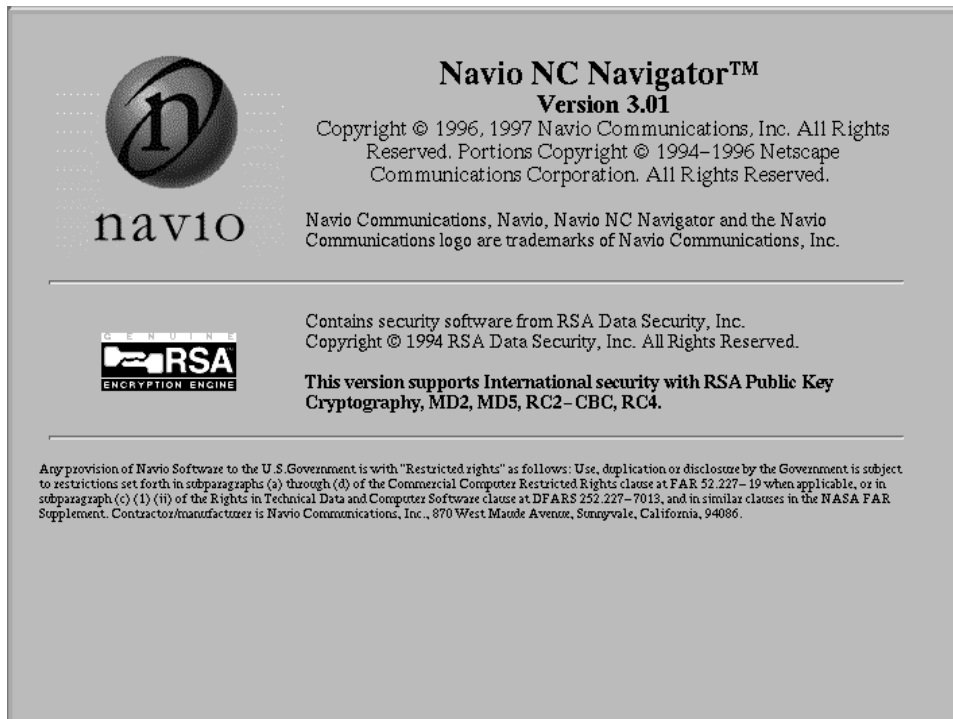 Navio NC Navigator™
Version 3.01
Copyright © 1996, 1997 Navio Communications, Inc. All Rights
Reserved. Portions Copyright © 1994–1996 Netscape
Communications Corporation. All Rights Reserved.
n
navio
Navio Communications, Navio, Navio NC Navigator and the Navio
Communications logo are trademarks of Navio Communications, Inc.
GENUINE
RSA
ENCRYPTION ENGINE
Contains security software from RSA Data Security, Inc.
Copyright © 1994 RSA Data Security, Inc. All Rights Reserved.
This version supports International security with RSA Public Key
Cryptography, MD2, MD5, RC2–CBC, RC4.
Any provision of Navio Software to the U.S.Government is with "Restricted rights" as follows: Use, duplication or disclosure by the Government is subject
to restrictions set forth in subparagraphs (a) through (d) of the Commercial Computer Restricted Rights clause at FAR 52.227–19 when applicable, or in
subparagraph (c) (1) (ii) of the Rights in Technical Data and Computer Software clause at DFARS 252.227–7013, and in similar clauses in the NASA FAR
Supplement. Contractor/manufacturer is Navio Communications, Inc., 870 West Maude Avenue, Sunnyvale, California, 94086.